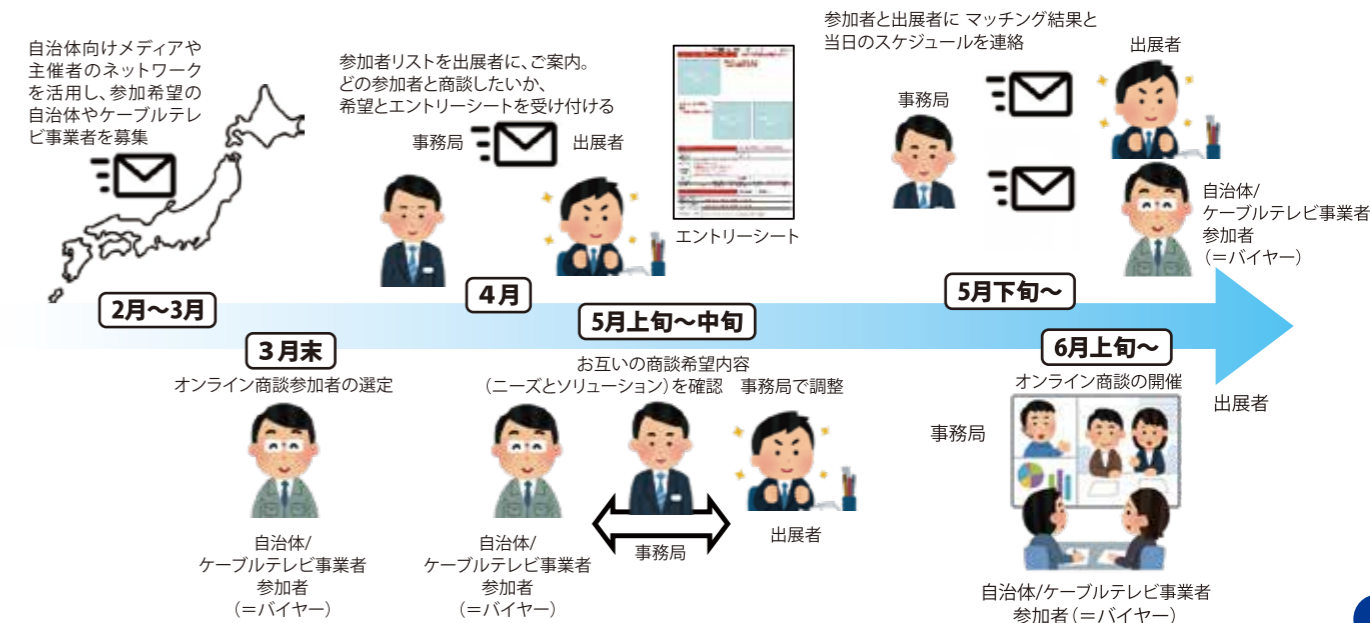 自治体向けメディアや
主催者のネットワーク
を活用し、参加希望の
自治体やケーブルテレ
ビ事業者を募集
2月～3月
3月末
オンライン商談参加者の選定
自治体/
ケーブルテレビ事業者
参加者
（＝バイヤー）
参加者リストを出展者に、ご案内。
どの参加者と商談したいか、
希望とエントリーシートを受け付ける
事務局
出展者
エントリーシート
4月
5月上旬～中旬
お互いの商談希望内容
（ニーズとソリューション）を確認　事務局で調整
自治体/
ケーブルテレビ事業者
参加者
（＝バイヤー）
事務局
出展者
参加者と出展者に マッチング結果と
当日のスケジュールを連絡
事務局
出展者
自治体/
ケーブルテレビ事業者
参加者
（＝バイヤー）
5月下旬～
6月上旬～
オンライン商談の開催
事務局
出展者
自治体/ケーブルテレビ事業者
参加者（＝バイヤー）